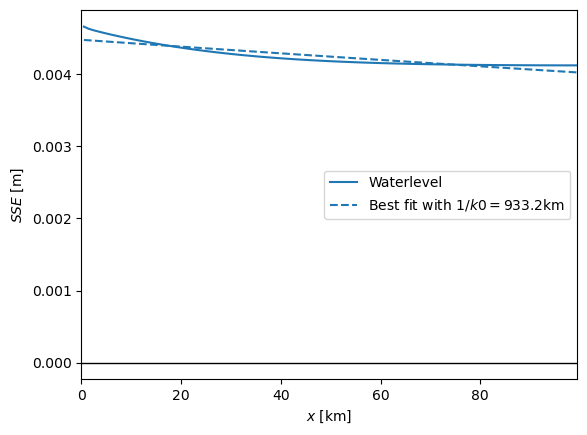 0.004
0.003
0.002
0.001
0.000
SSE [m]
Waterlevel
Best fit with 1/k0 = 933.2km
0
20
40
60
80
x [km]